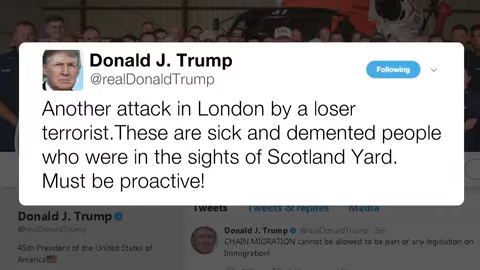 Donald J. Trump
@realDonaldTrump
Following
Another attack in London by a loser
terrorist.These are sick and demented people
who were in the sights of Scotland Yard.
Must be proactive!
Donald J. Trump
@realDonaldTrump
45th President of the United States of
America
Tweets Tweets & replies Media
Donald J. Trump @realDonaldTrump · 5m
CHAIN MIGRATION cannot be allowed to be part of any legislation on
Immigration!